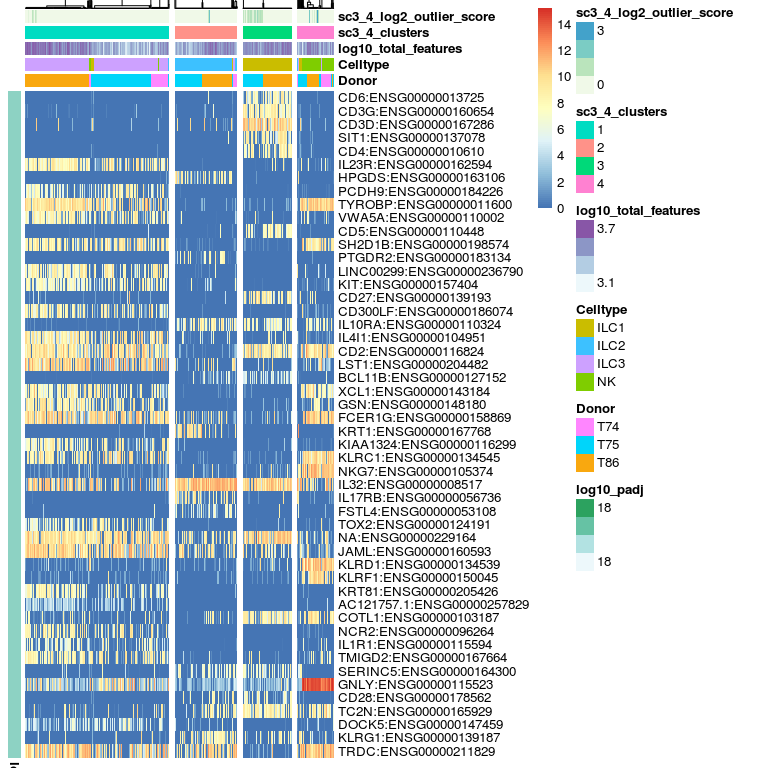 sc3_4_log2_outlier_score
sc3_4_clusters
log10_total_features
Celltype
Donor
CD6:ENSG00000013725
CD3G:ENSG00000160654
CD3D:ENSG00000167286
SIT1:ENSG00000137078
CD4:ENSG00000010610
IL23R:ENSG00000162594
HPGDS:ENSG00000163106
PCDH9:ENSG00000184226
TYROBP:ENSG00000011600
VWA5A:ENSG00000110002
CD5:ENSG00000110448
SH2D1B:ENSG00000198574
PTGDR2:ENSG00000183134
LINC00299:ENSG00000236790
KIT:ENSG00000157404
CD27:ENSG00000139193
CD300LF:ENSG00000186074
IL10RA:ENSG00000110324
IL4I1:ENSG00000104951
CD2:ENSG00000116824
LST1:ENSG00000204482
BCL11B:ENSG00000127152
XCL1:ENSG00000143184
GSN:ENSG00000148180
FCER1G:ENSG00000158869
KRT1:ENSG00000167768
KIAA1324:ENSG00000116299
KLRC1:ENSG00000134545
NKG7:ENSG00000105374
IL32:ENSG00000008517
IL17RB:ENSG00000056736
FSTL4:ENSG00000053108
TOX2:ENSG00000124191
NA:ENSG00000229164
JAML:ENSG00000160593
KLRD1:ENSG00000134539
KLRF1:ENSG00000150045
KRT81:ENSG00000205426
AC121757.1:ENSG00000257829
COTL1:ENSG00000103187
NCR2:ENSG00000096264
IL1R1:ENSG00000115594
TMIGD2:ENSG00000167664
SERINC5:ENSG00000164300
GNLY:ENSG00000115523
CD28:ENSG00000178562
TC2N:ENSG00000165929
DOCK5:ENSG00000147459
KLRG1:ENSG00000139187
TRDC:ENSG00000211829
14
12
10
8
6
4
2
0
sc3_4_log2_outlier_score
3
0
sc3_4_clusters
1
2
3
4
log10_total_features
3.7
3.1
Celltype
ILC1
ILC2
ILC3
NK
Donor
T74
T75
T86
log10_padj
18
18